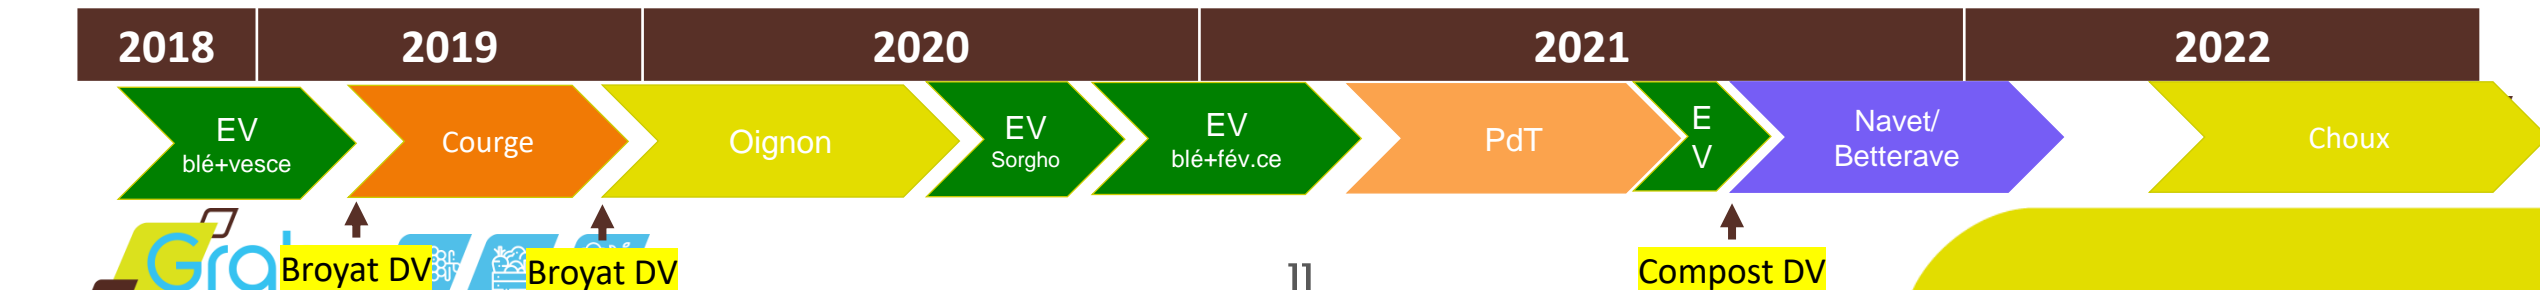 2018 2019 2020 2021 2022
EV
blé+vesce
Courge
Oignon
EV
Sorgho
EV
blé+fév.ce
PdT
E
V
Navet/
Betterave
Choux
Broyat DV
Broyat DV
Compost DV
11